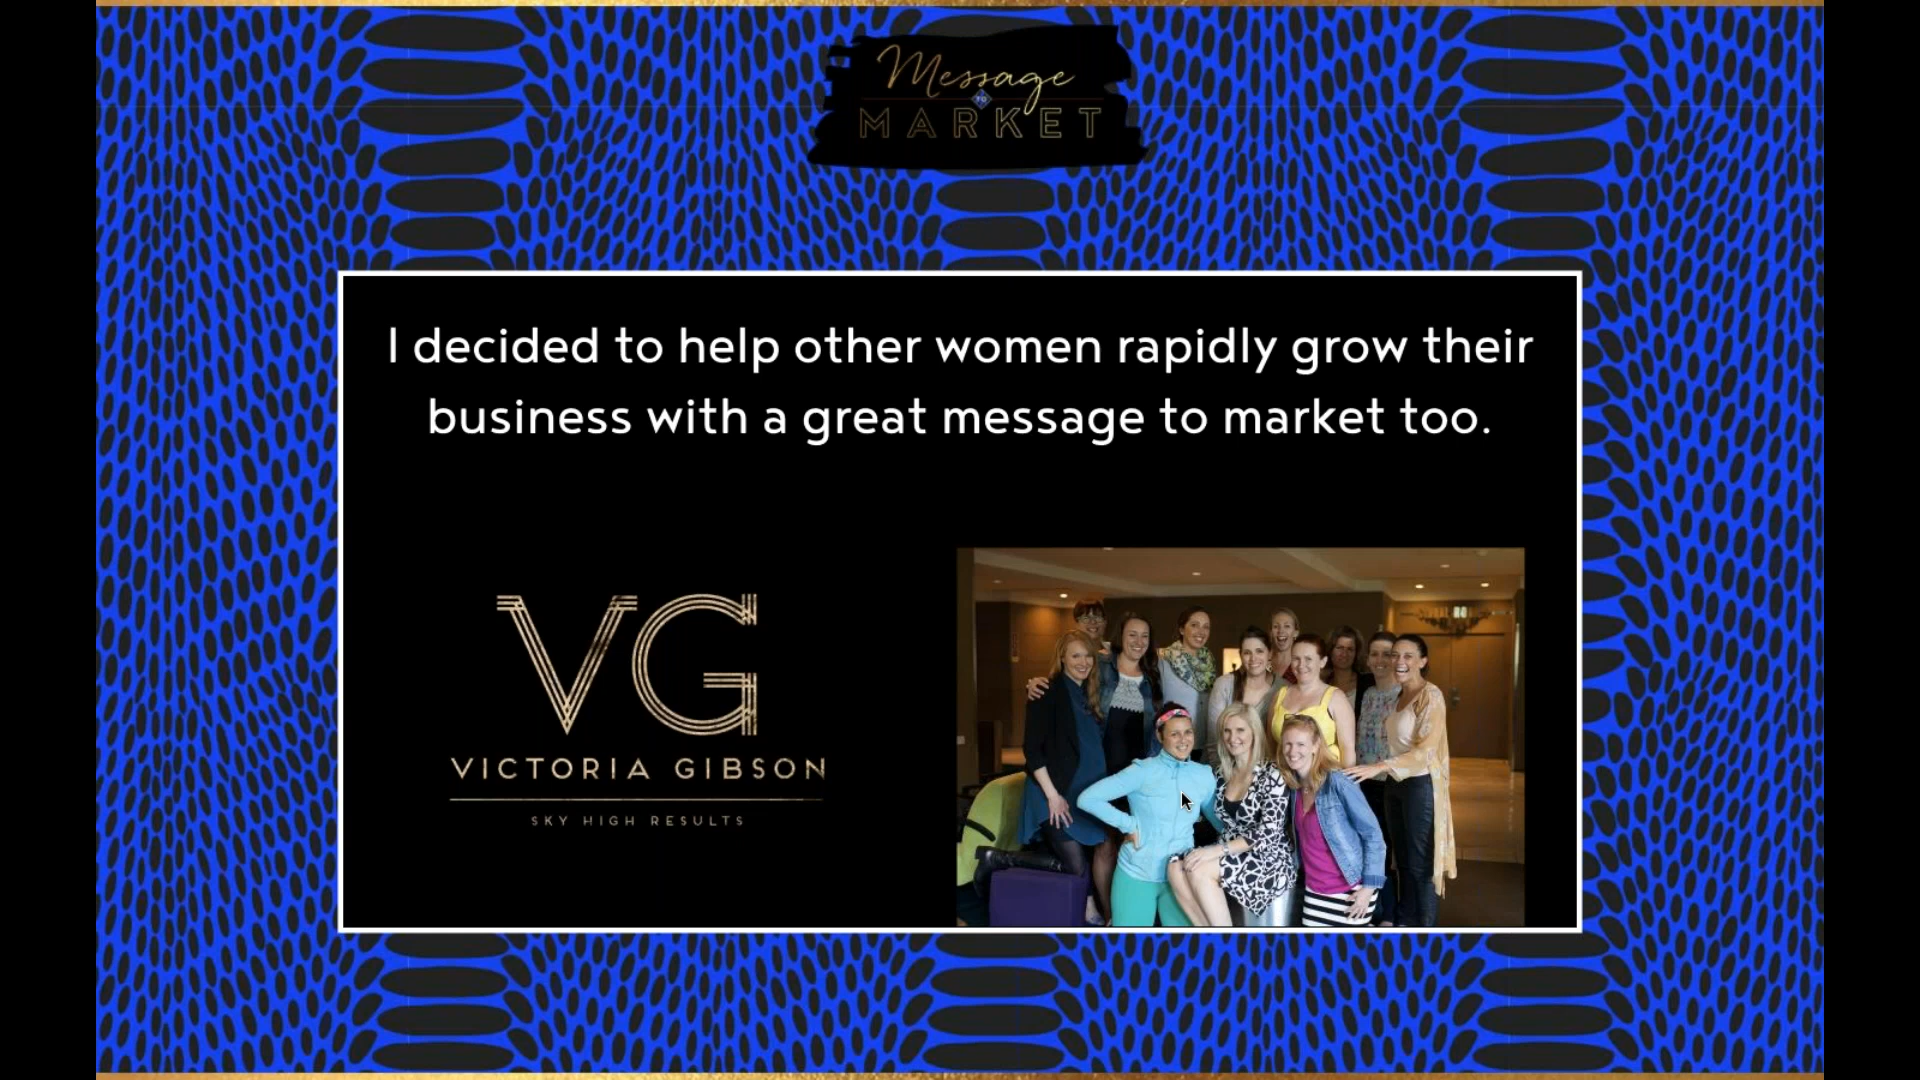 Message
TO
MARKET
I decided to help other women rapidly grow their
business with a great message to market too.
VG
VICTORIA GIBSON
SKY HIGH RESULTS